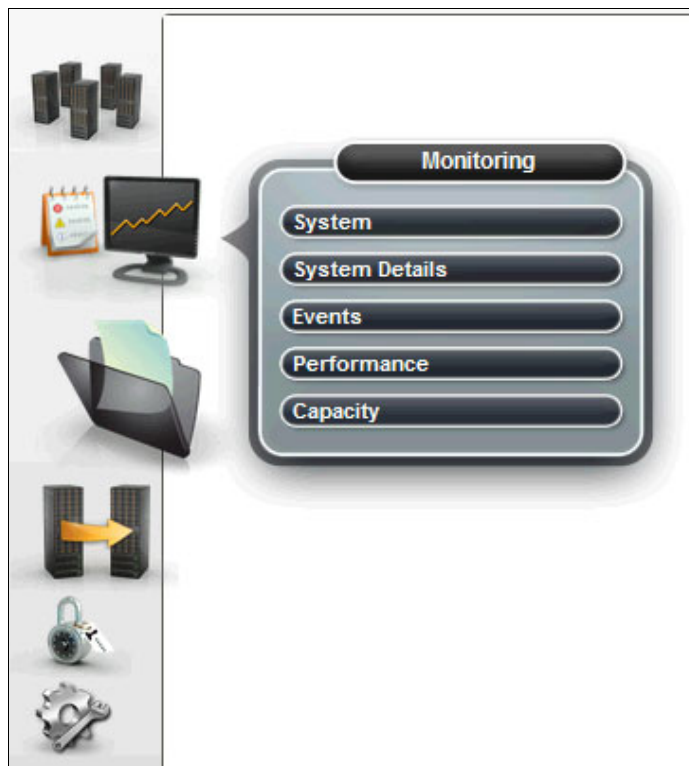 Monitoring
System
System Details
Events
Performance
Capacity